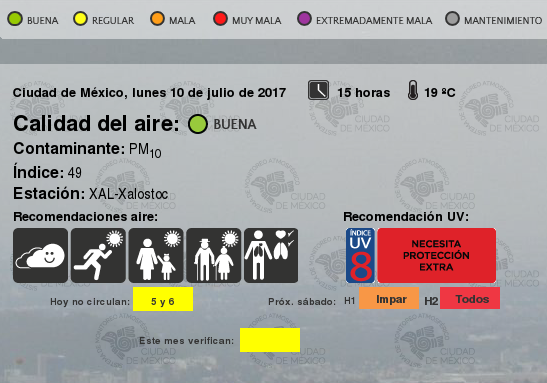 BUENA REGULAR MALA MUY MALA EXTREMADAMENTE MALA MANTENIMIENTO
Ciudad de México, lunes 10 de julio de 2017 15 horas 19 ºC
Calidad del aire: BUENA
Contaminante: PM10
Índice: 49
Estación: XAL-Xalostoc
Recomendaciones aire: Recomendación UV:
ÍNDICE
UV
8
NECESITA
PROTECCIÓN
EXTRA
Hoy no circulan: 5 y 6 Próx. sábado: H1 Impar H2 Todos
Este mes verifican:
CIUDAD
DE MÉXICO